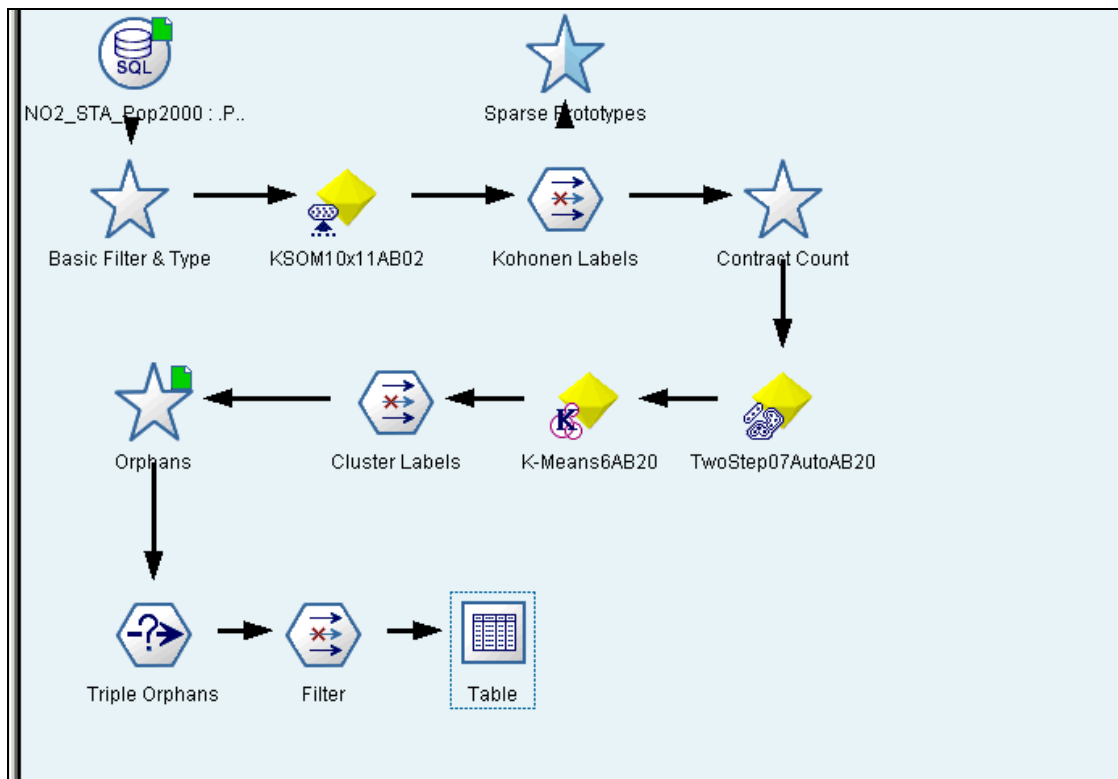 SQL
NO2_STA_Pop2000 : .P..
Sparse Prototypes
Basic Filter & Type
KSOM10x11AB02
Kohonen Labels
Contract Count
Orphans
Cluster Labels
K
K-Means6AB20
TwoStep07AutoAB20
?
Triple Orphans
Filter
Table